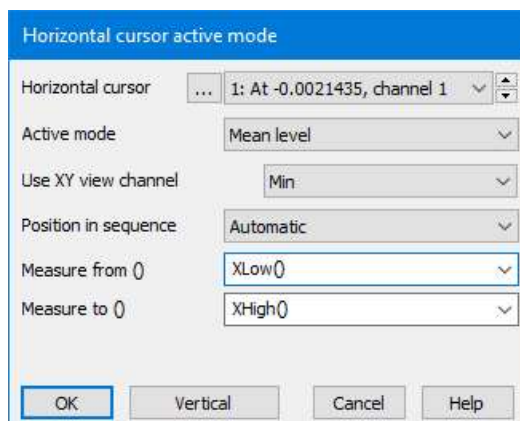 Horizontal cursor active mode
Horizontal cursor ... 1: At -0.0021435, channel 1
Active mode Mean level
Use XY view channel Min
Position in sequence Automatic
Measure from () XLow()
Measure to () XHigh()
OK Vertical Cancel Help